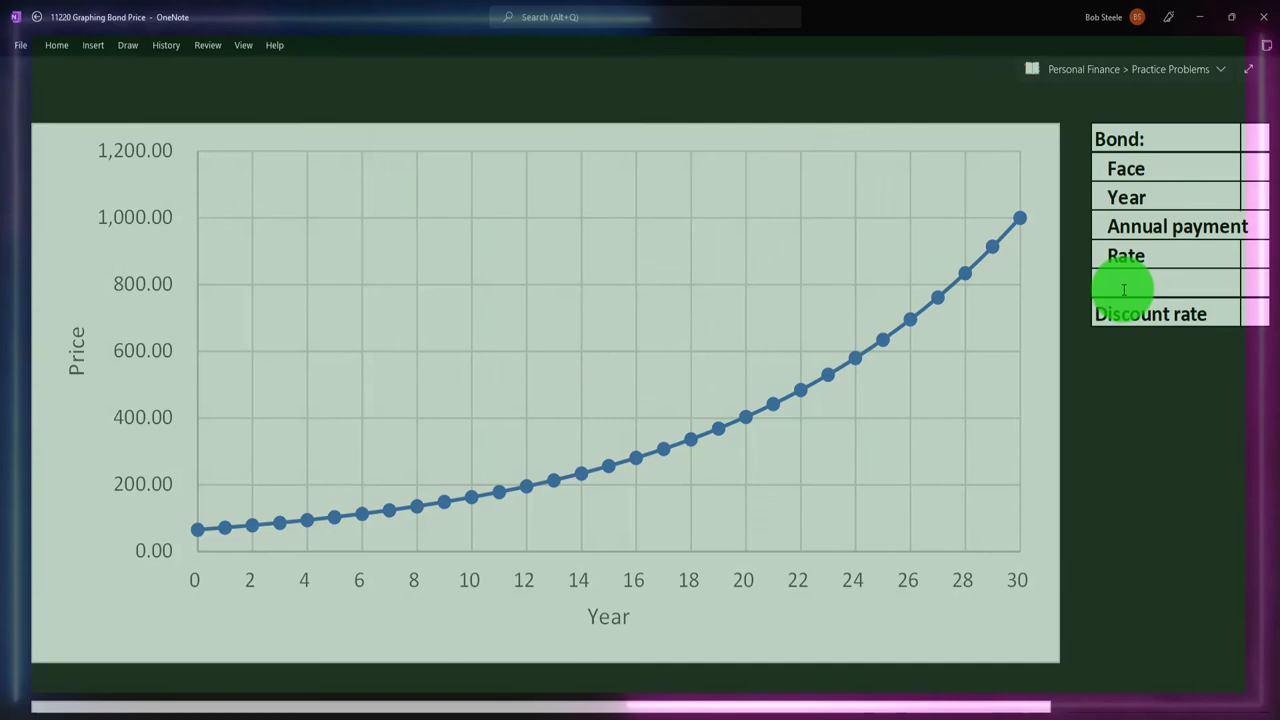 11220 Graphing Bond Price - OneNote
Search (Alt+Q)
Bob Steele
BS
File Home Insert Draw History Review View Help
Personal Finance > Practice Problems
1,200.00
1,000.00
800.00
600.00
400.00
200.00
0.00
Price
0 2 4 6 8 10 12 14 16 18 20 22 24 26 28 30
Year
Bond:
Face
Year
Annual payment
Rate
Discount rate